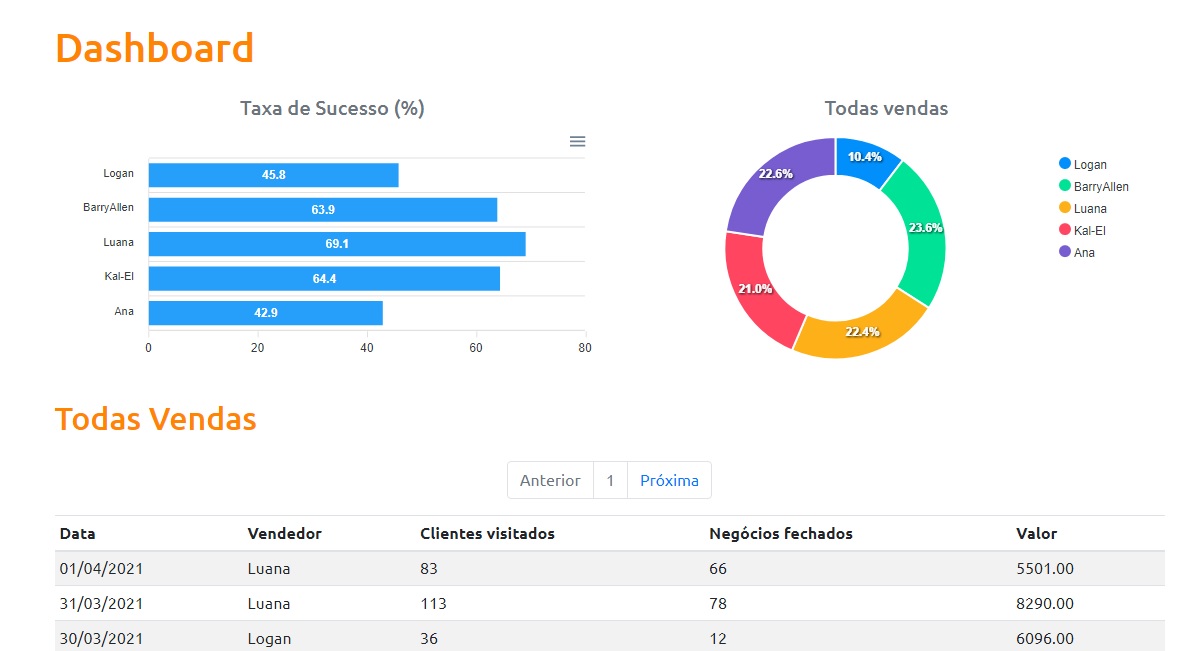 Dashboard
Taxa de Sucesso (%)
Logan 45.8
BarryAllen 63.9
Luana 69.1
Kal-El 64.4
Ana 42.9
0 20 40 60 80
Todas vendas
10.4%
23.6%
22.4%
21.0%
22.6%
Logan
BarryAllen
Luana
Kal-El
Ana
Todas Vendas
Anterior 1 Próxima
Data Vendedor Clientes visitados Negócios fechados Valor
01/04/2021 Luana 83 66 5501.00
31/03/2021 Luana 113 78 8290.00
30/03/2021 Logan 36 12 6096.00